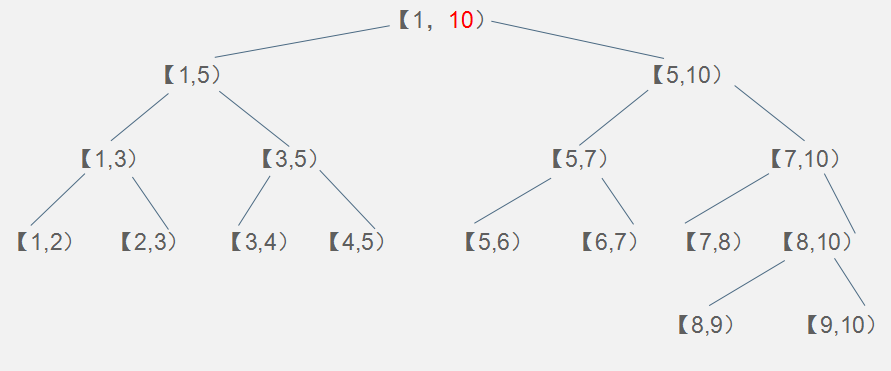 【1，10）
【1,5） 【5,10）
【1,3） 【3,5） 【5,7） 【7,10）
【1,2） 【2,3） 【3,4） 【4,5） 【5,6） 【6,7） 【7,8） 【8,10）
【8,9） 【9,10）